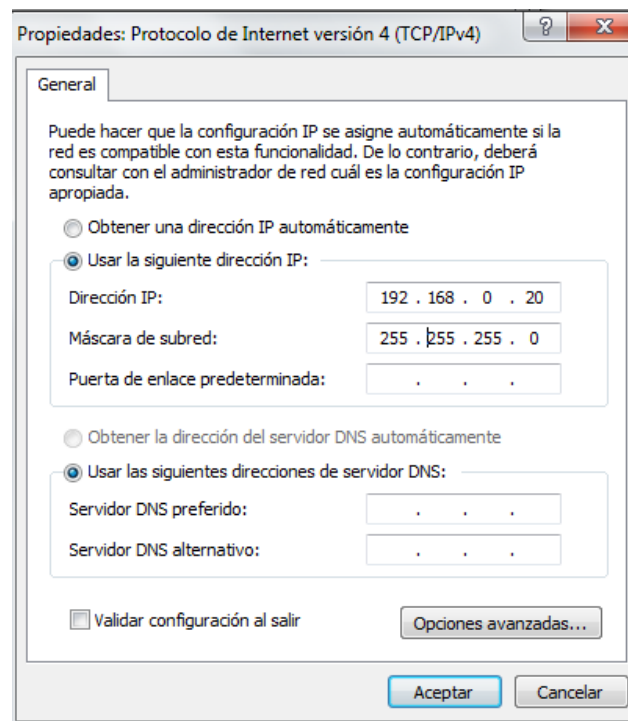 Propiedades: Protocolo de Internet versión 4 (TCP/IPv4)
General
Puede hacer que la configuración IP se asigne automáticamente si la
red es compatible con esta funcionalidad. De lo contrario, deberá
consultar con el administrador de red cuál es la configuración IP
apropiada.
Obtener una dirección IP automáticamente
Usar la siguiente dirección IP:
Dirección IP: 192 . 168 . 0 . 20
Máscara de subred: 255 . 255 . 255 . 0
Puerta de enlace predeterminada: . . .
Obtener la dirección del servidor DNS automáticamente
Usar las siguientes direcciones de servidor DNS:
Servidor DNS preferido: . . .
Servidor DNS alternativo: . . .
Validar configuración al salir
Opciones avanzadas...
Aceptar Cancelar